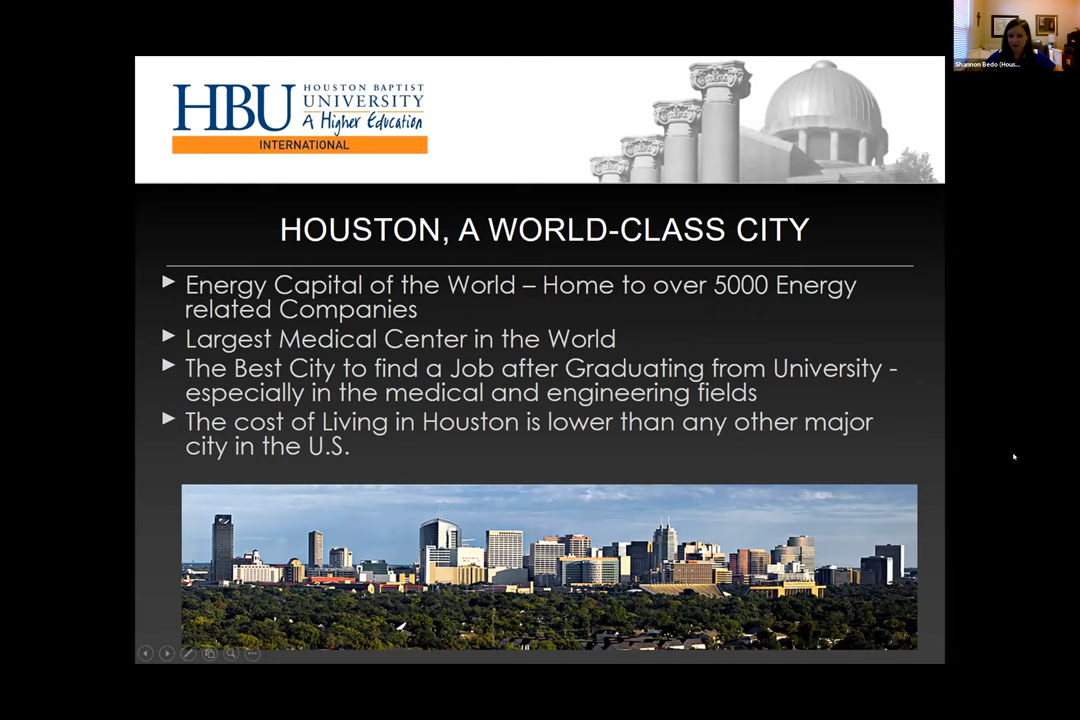 Shannon Bedo (Hous...
HBU
HOUSTON BAPTIST
UNIVERSITY
A Higher Education
INTERNATIONAL
HOUSTON, A WORLD-CLASS CITY
Energy Capital of the World – Home to over 5000 Energy
related Companies
Largest Medical Center in the World
The Best City to find a Job after Graduating from University -
especially in the medical and engineering fields
The cost of Living in Houston is lower than any other major
city in the U.S.